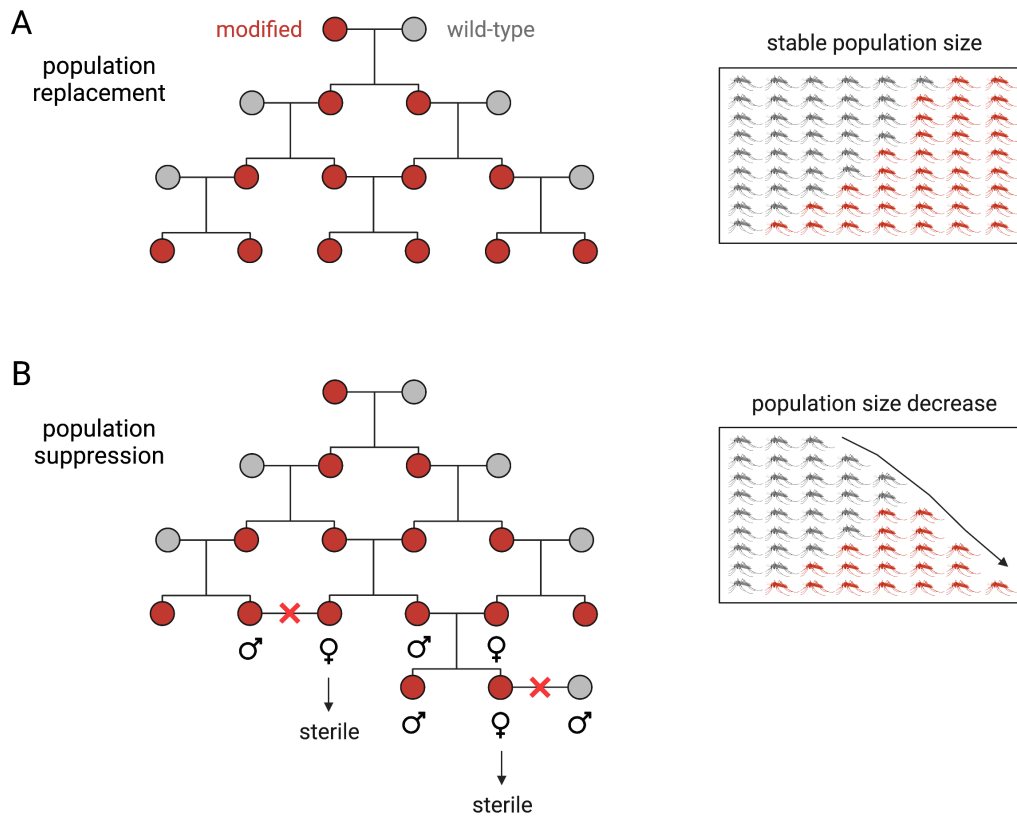 A
modified
wild-type
population
replacement
stable population size
B
population
suppression
population size decrease
♂
♀
♂
♀
sterile
♂
♀
♂
sterile